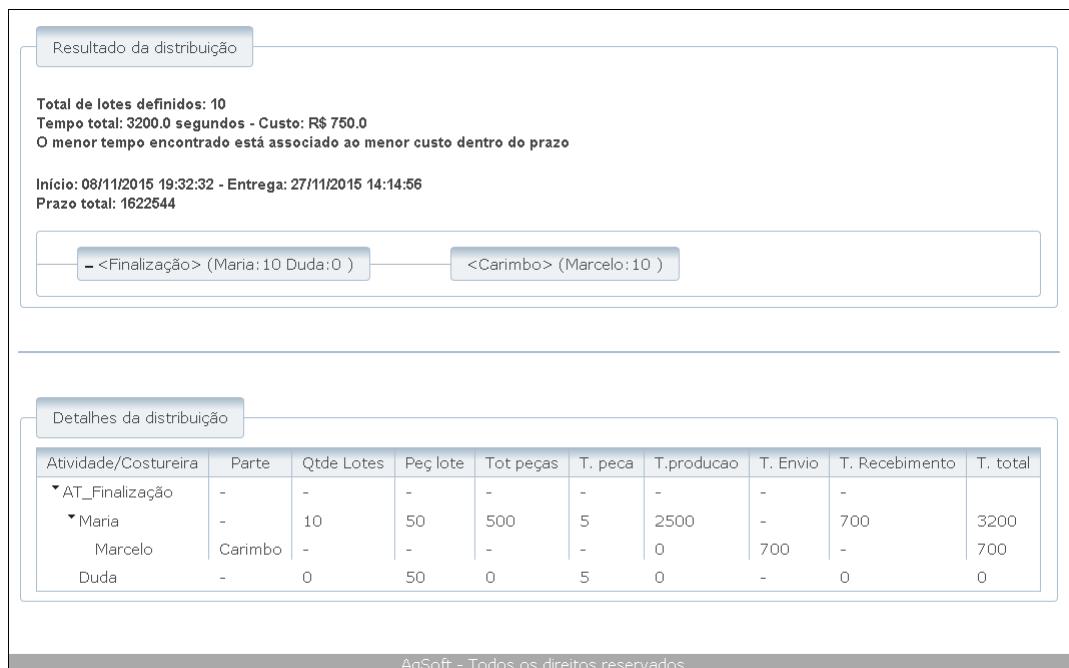 Resultado da distribuição
Total de lotes definidos: 10
Tempo total: 3200.0 segundos - Custo: R$ 750.0
O menor tempo encontrado está associado ao menor custo dentro do prazo
Início: 08/11/2015 19:32:32 - Entrega: 27/11/2015 14:14:56
Prazo total: 1622544
– <Finalização> (Maria:10 Duda:0 ) <Carimbo> (Marcelo:10 )
Detalhes da distribuição
Atividade/Costureira Parte Qtde Lotes Peç lote Tot peças T. peca T.producao T. Envio T. Recebimento T. total
AT_Finalização - - - - - - - -
Maria - 10 50 500 5 2500 - 700 3200
Marcelo Carimbo - - - - 0 700 - 700
Duda - 0 50 0 5 0 - 0 0
AgSoft - Todos os direitos reservados